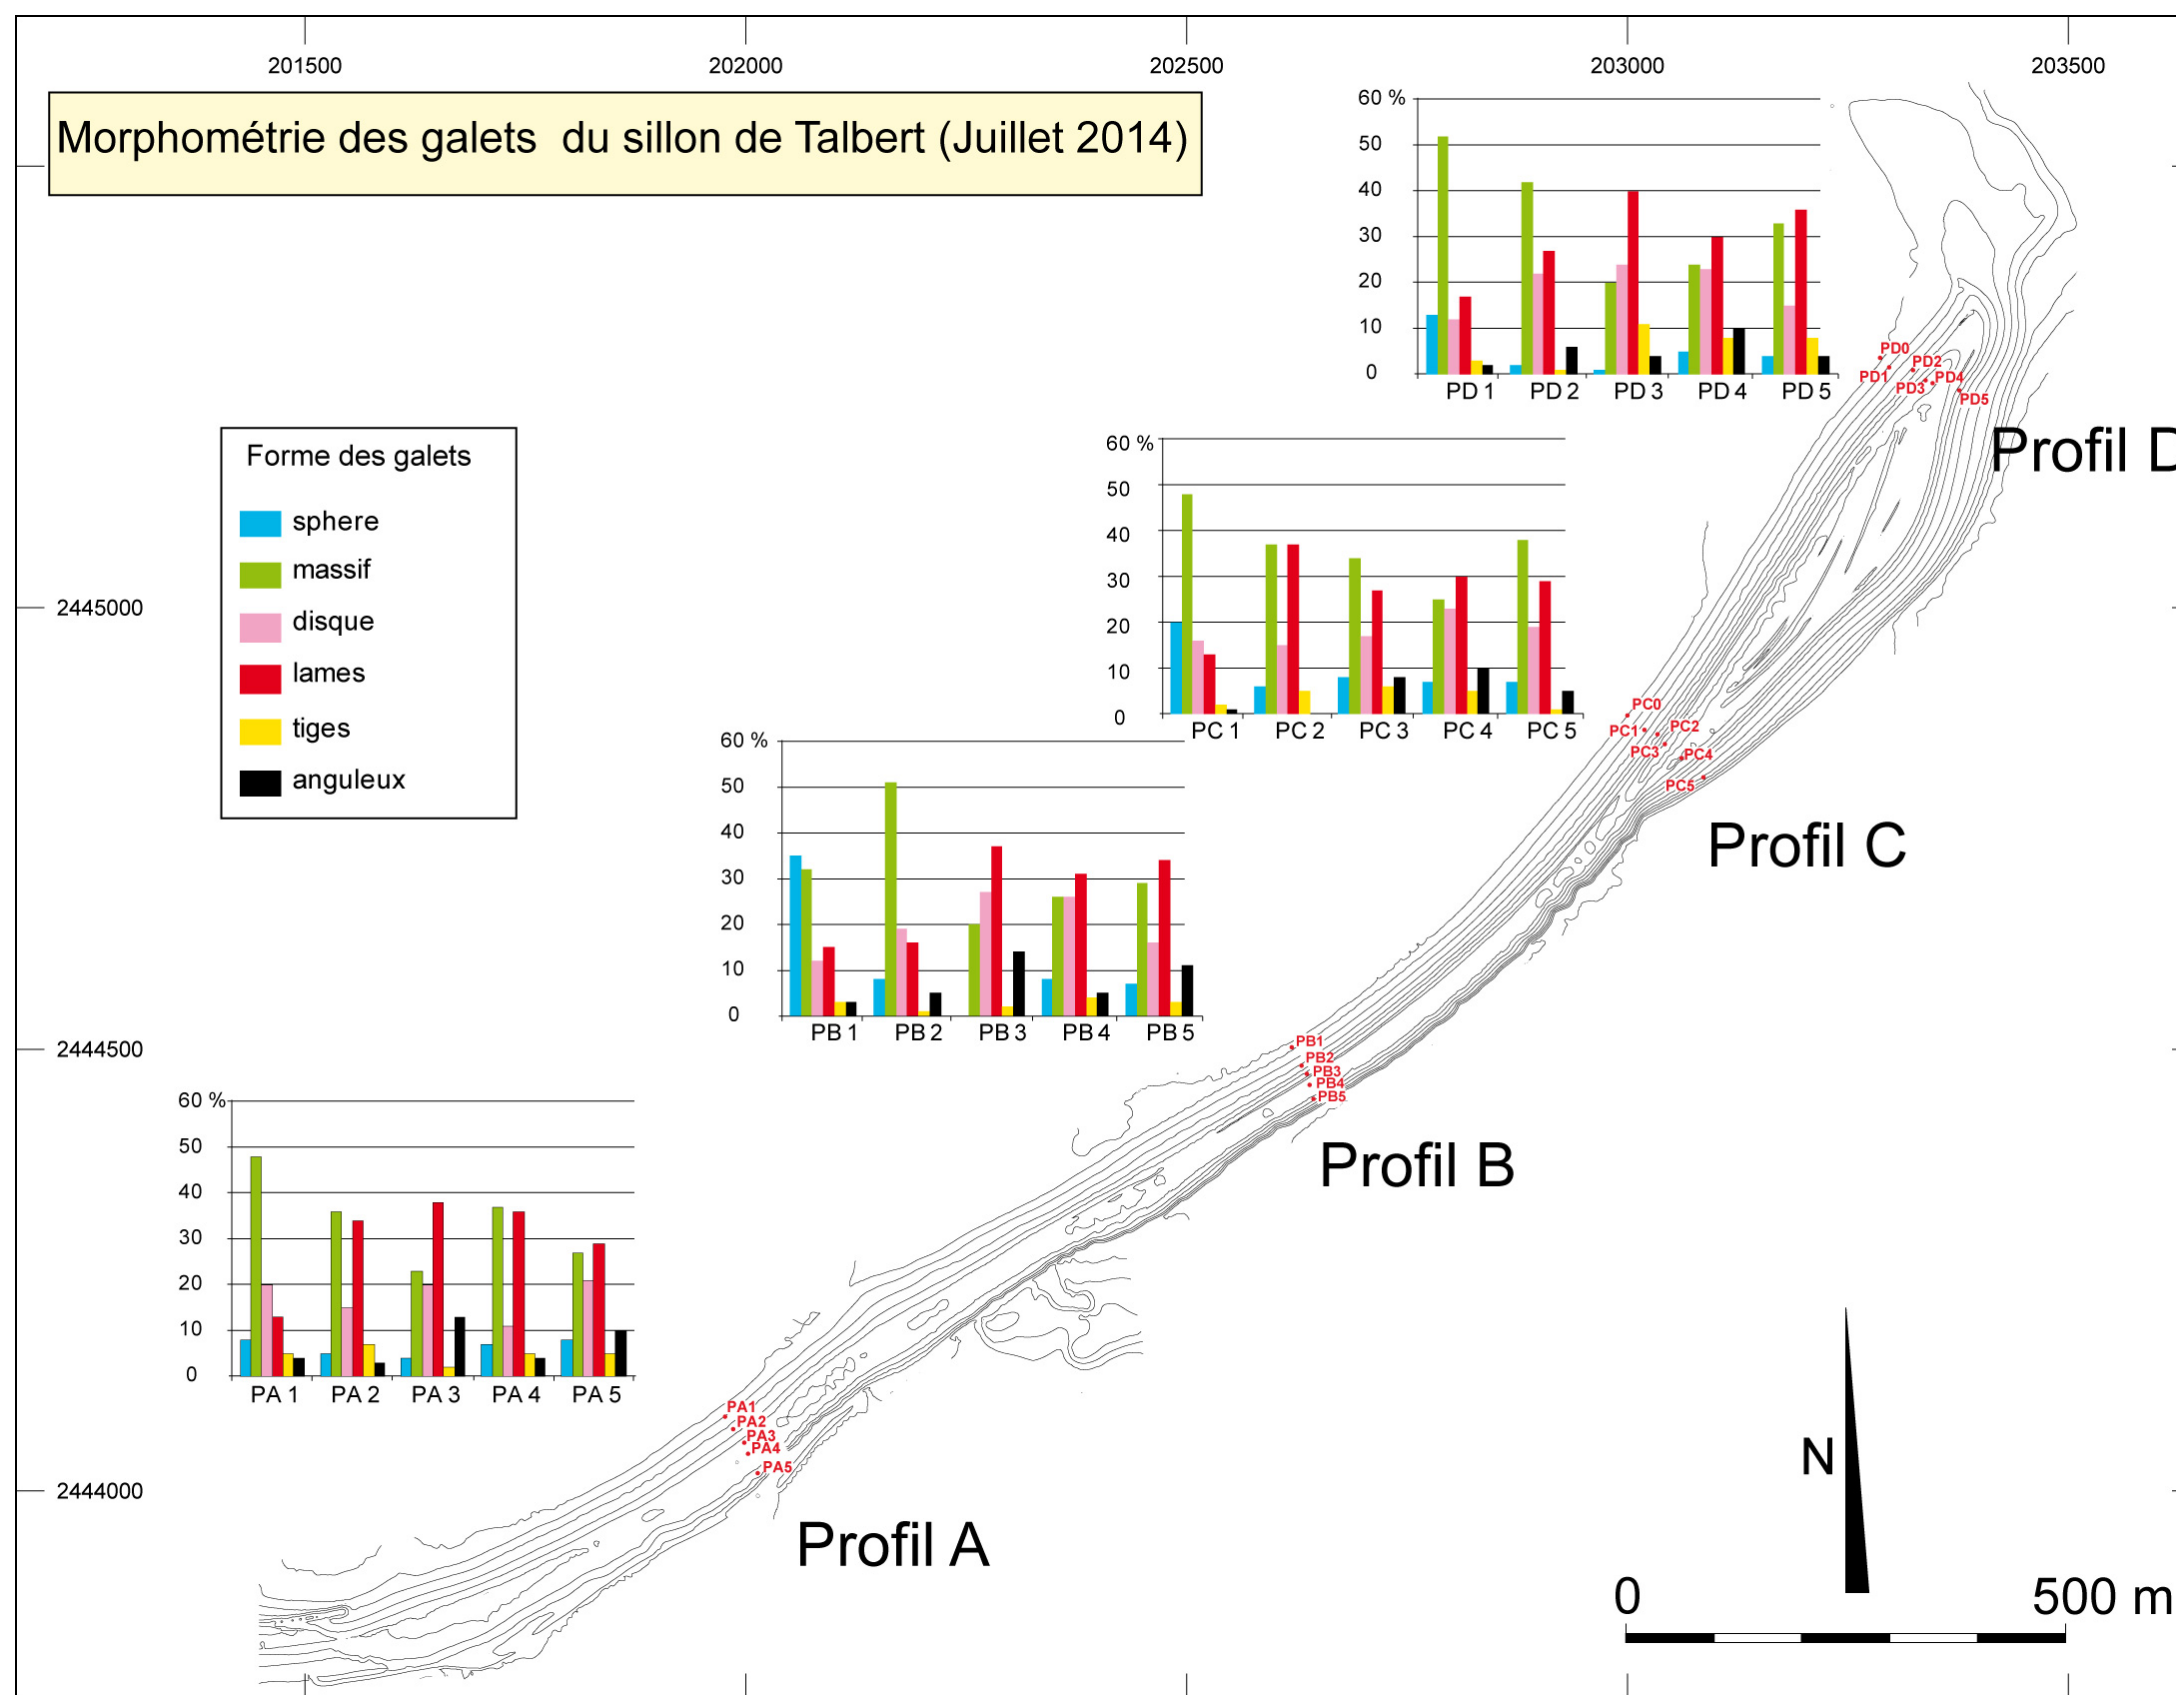 201500 202000 202500 203000 203500
Morphométrie des galets du sillon de Talbert (Juillet 2014)
60 %
50
40
30
20
10
0
PD 1 PD 2 PD 3 PD 4 PD 5
PD0
PD1
PD2
PD3
PD4
PD5
Profil D
Forme des galets
sphere
massif
disque
lames
tiges
anguleux
60 %
50
40
30
20
10
0
PC 1 PC 2 PC 3 PC 4 PC 5
2445000
PC0
PC1
PC2
PC3
PC4
PC5
Profil C
60 %
50
40
30
20
10
0
PB 1 PB 2 PB 3 PB 4 PB 5
2444500
PB1
PB2
PB3
PB4
PB5
Profil B
60 %
50
40
30
20
10
0
PA 1 PA 2 PA 3 PA 4 PA 5
PA1
PA2
PA3
PA4
PA5
2444000
Profil A
N
0 500 m